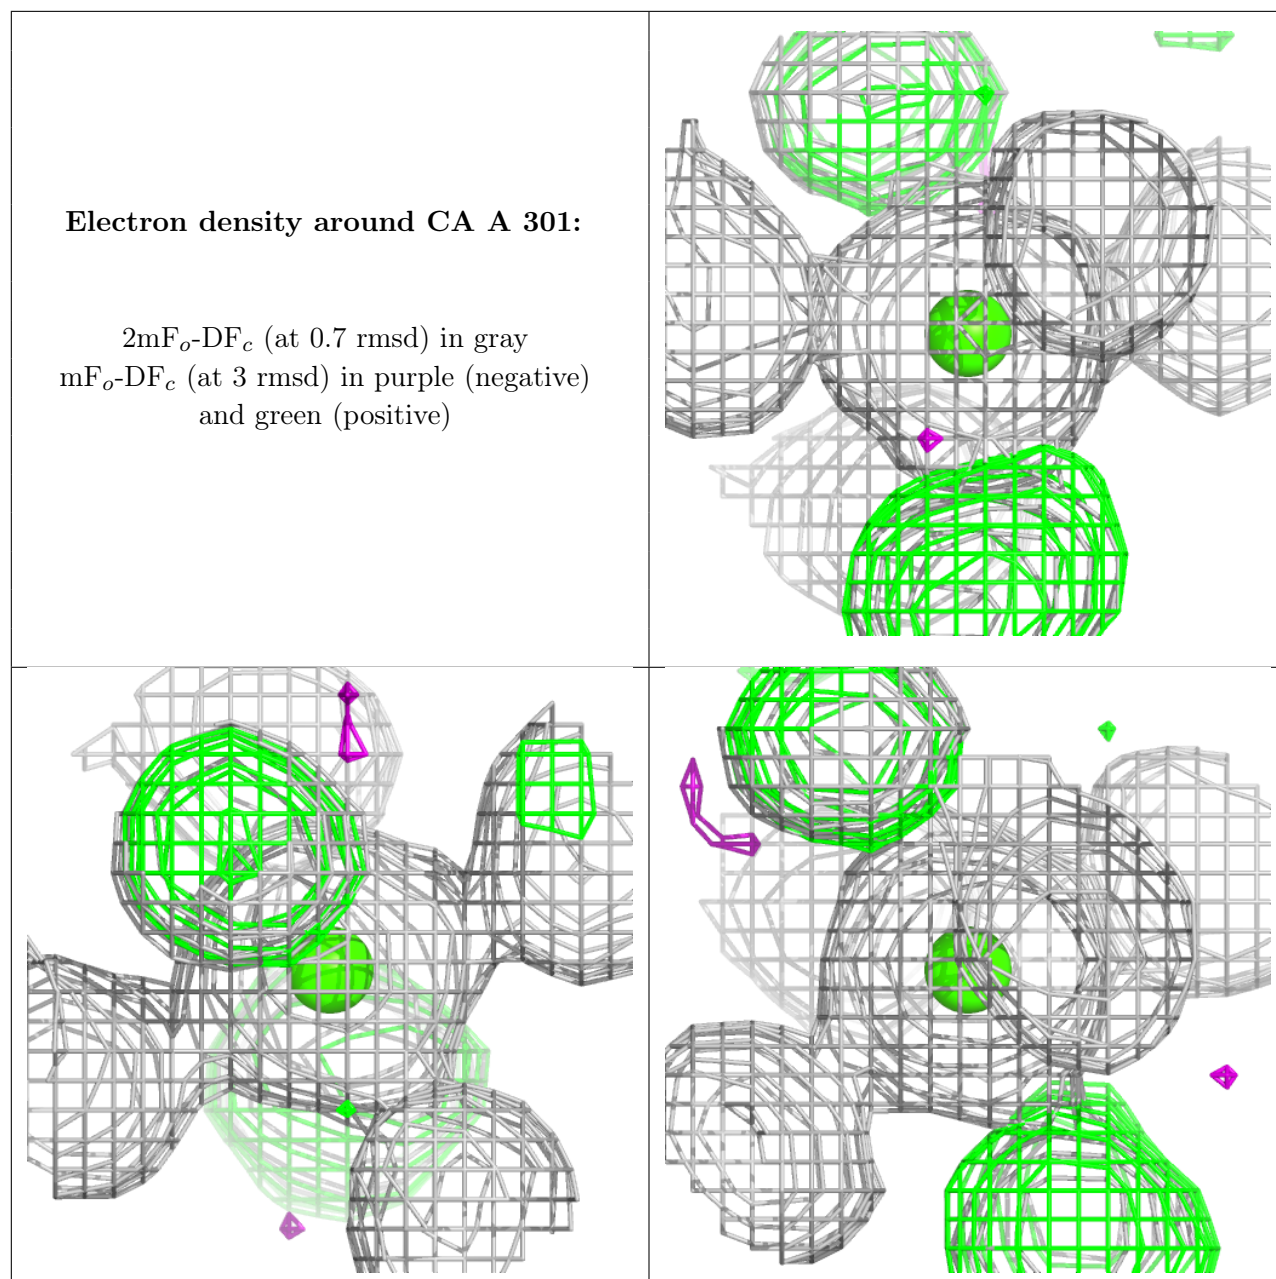 Electron density around CA A 301:
2mFo-DFc (at 0.7 rmsd) in gray
mFo-DFc (at 3 rmsd) in purple (negative)
and green (positive)